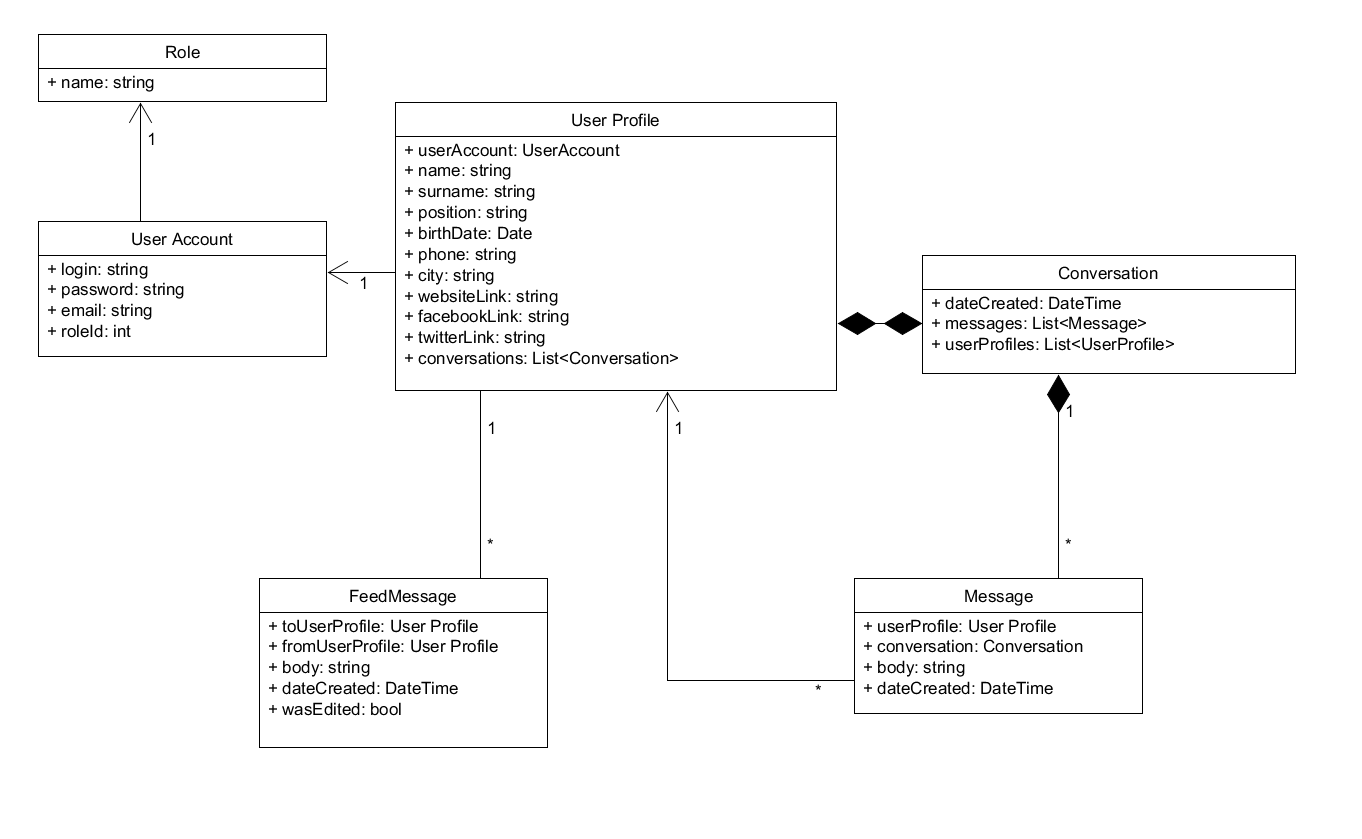 Role
+ name: string
1
User Account
+ login: string
+ password: string
+ email: string
+ roleId: int
1
User Profile
+ userAccount: UserAccount
+ name: string
+ surname: string
+ position: string
+ birthDate: Date
+ phone: string
+ city: string
+ websiteLink: string
+ facebookLink: string
+ twitterLink: string
+ conversations: List<Conversation>
Conversation
+ dateCreated: DateTime
+ messages: List<Message>
+ userProfiles: List<UserProfile>
1
1
1
*
*
FeedMessage
+ toUserProfile: User Profile
+ fromUserProfile: User Profile
+ body: string
+ dateCreated: DateTime
+ wasEdited: bool
*
Message
+ userProfile: User Profile
+ conversation: Conversation
+ body: string
+ dateCreated: DateTime